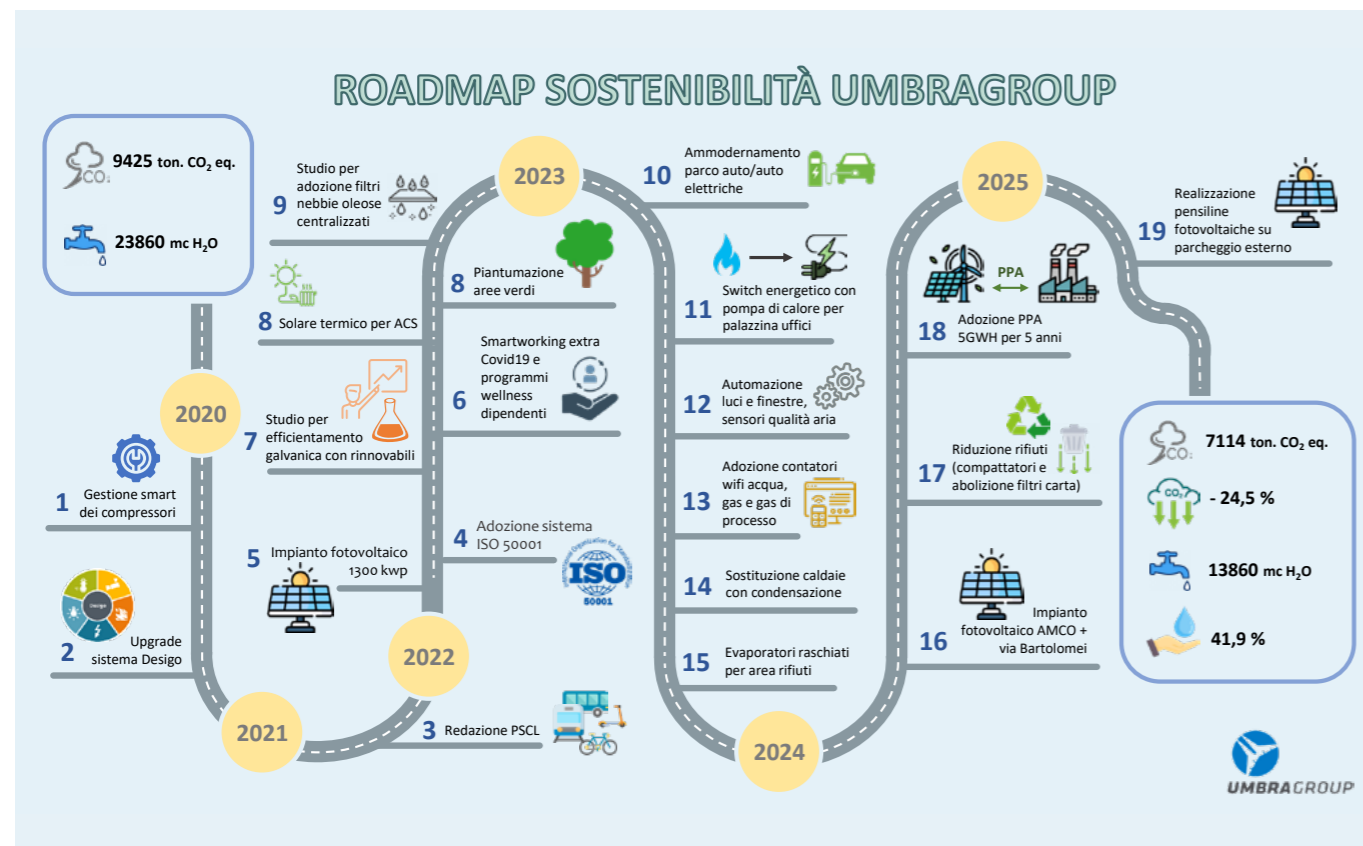 ROADMAP SOSTENIBILITÀ UMBRAGROUP
CO₂
9425 ton. CO₂ eq.
23860 mc H₂O
2020
1
Gestione smart
dei compressori
Desigo
2
Upgrade
sistema Desigo
2021
3
Redazione PSCL
2022
4
Adozione sistema
ISO 50001
International Organization for Standardization
ISO
50001
5
Impianto fotovoltaico
1300 kwp
6
Smartworking extra
Covid19 e
programmi
wellness
dipendenti
7
Studio per
efficientamento
galvanica con rinnovabili
8
Solare termico per ACS
8
Piantumazione
aree verdi
9
Studio per
adozione filtri
nebbie oleose
centralizzati
2023
10
Ammodernamento
parco auto/auto
elettriche
11
Switch energetico con
pompa di calore per
palazzina uffici
12
Automazione
luci e finestre,
sensori qualità aria
13
Adozione contatori
wifi acqua,
gas e gas di
processo
14
Sostituzione caldaie
con condensazione
15
Evaporatori raschiati
per area rifiuti
2024
16
Impianto
fotovoltaico AMCO +
via Bartolomei
17
Riduzione rifiuti
(compattatori e
abolizione filtri carta)
PPA
18
Adozione PPA
5GWH per 5 anni
2025
19
Realizzazione
pensiline
fotovoltaiche su
parcheggio esterno
CO₂
7114 ton. CO₂ eq.
CO₂
- 24,5 %
13860 mc H₂O
41,9 %
UMBRAGROUP